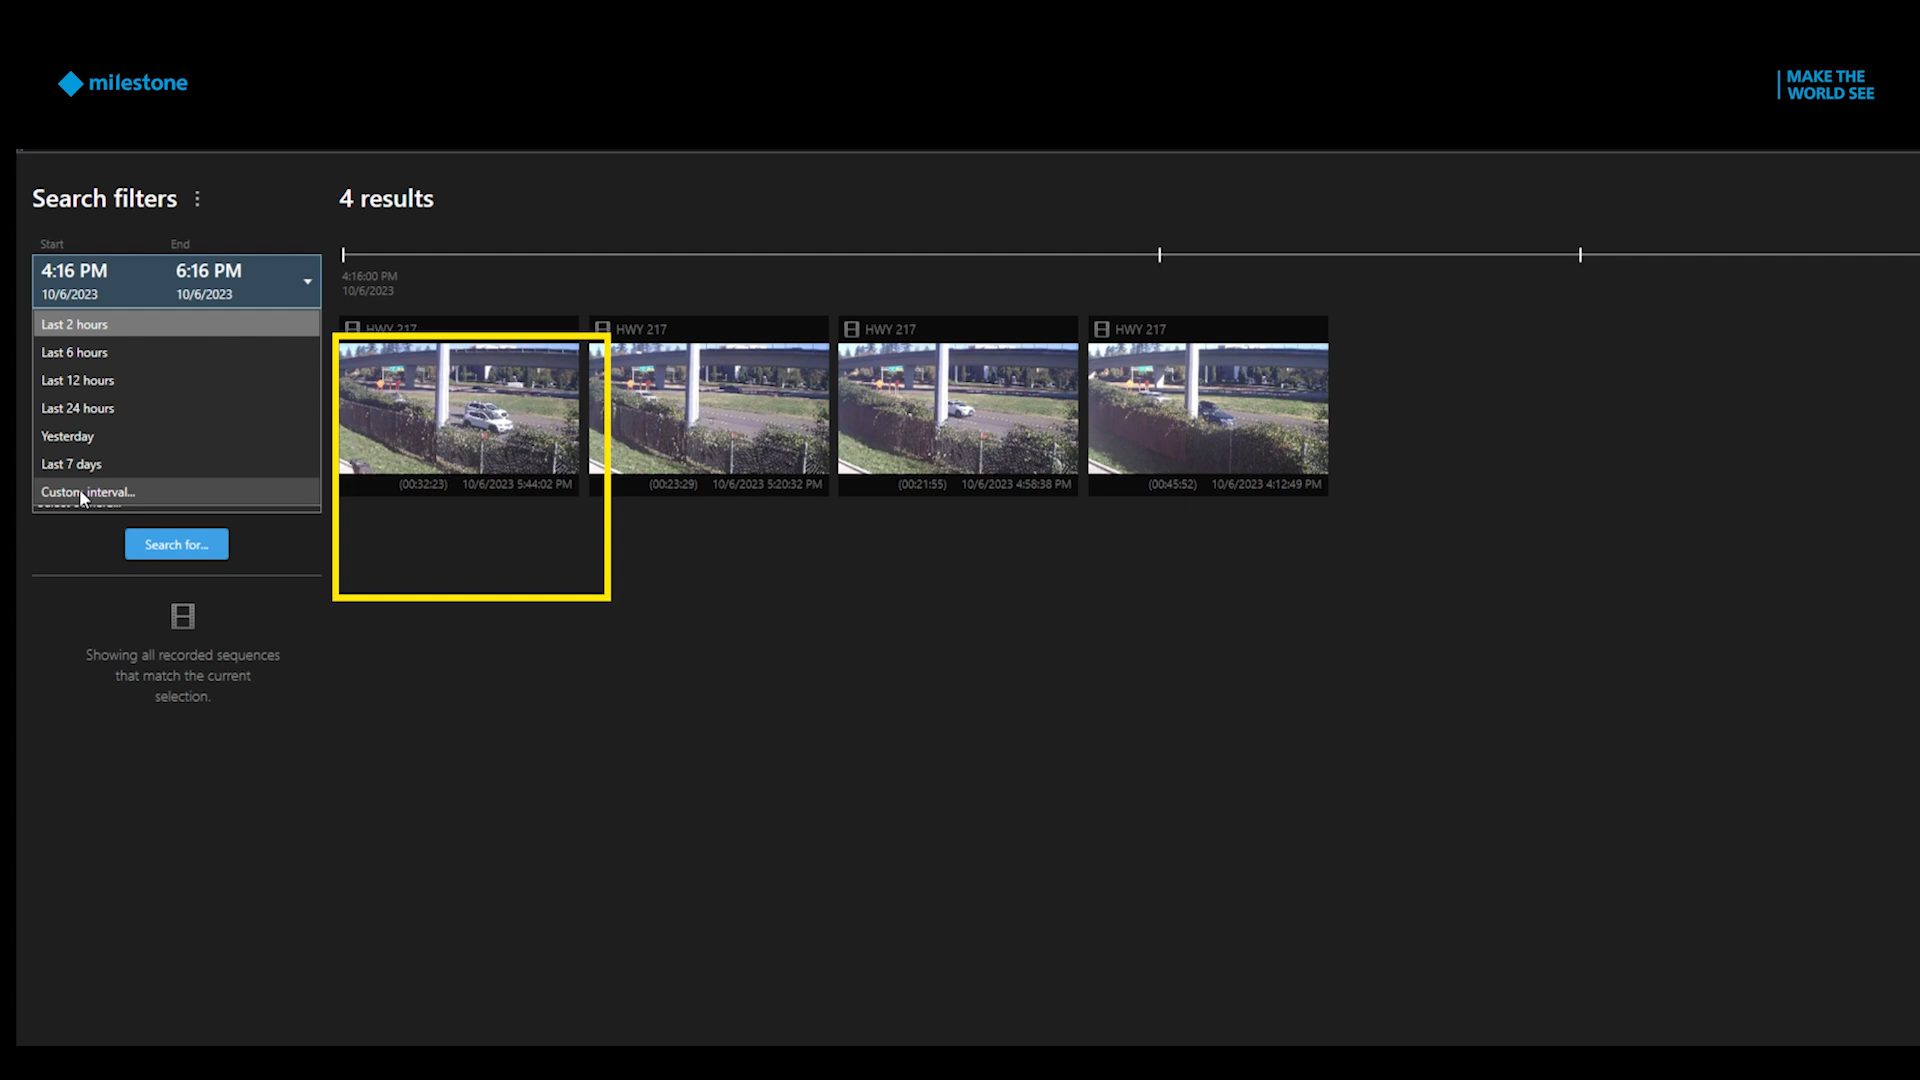 milestone
MAKE THE
WORLD SEE
Search filters
4 results
Start End
4:16 PM 6:16 PM
10/6/2023 10/6/2023
4:16:00 PM
10/6/2023
Last 2 hours
Last 6 hours
Last 12 hours
Last 24 hours
Yesterday
Last 7 days
Custom interval...
Search for...
Showing all recorded sequences
that match the current
selection.
HWY 217
(00:32:23) 10/6/2023 5:44:02 PM
HWY 217
(00:23:29) 10/6/2023 5:20:32 PM
HWY 217
(00:21:55) 10/6/2023 4:58:38 PM
HWY 217
(00:45:52) 10/6/2023 4:12:49 PM